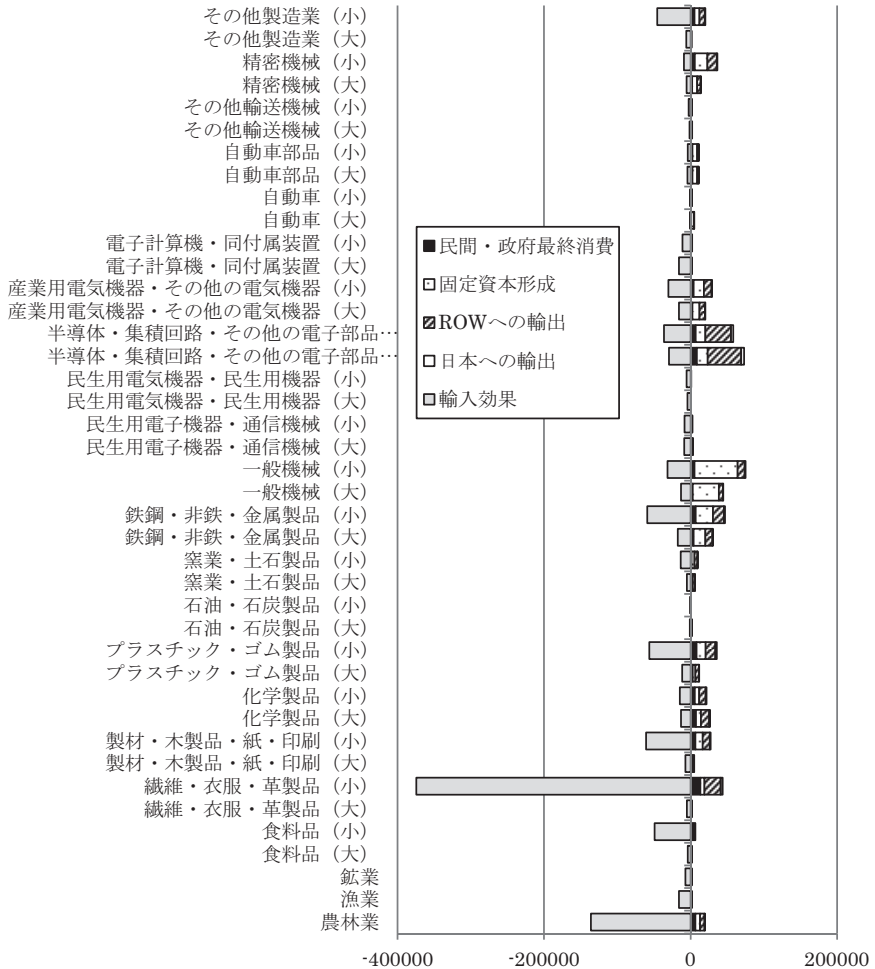 その他製造業（小）
その他製造業（大）
精密機械（小）
精密機械（大）
その他輸送機械（小）
その他輸送機械（大）
自動車部品（小）
自動車部品（大）
自動車（小）
自動車（大）
電子計算機・同付属装置（小）
電子計算機・同付属装置（大）
産業用電気機器・その他の電気機器（小）
産業用電気機器・その他の電気機器（大）
半導体・集積回路・その他の電子部品…
半導体・集積回路・その他の電子部品…
民生用電気機器・民生用機器（小）
民生用電気機器・民生用機器（大）
民生用電子機器・通信機械（小）
民生用電子機器・通信機械（大）
一般機械（小）
一般機械（大）
鉄鋼・非鉄・金属製品（小）
鉄鋼・非鉄・金属製品（大）
窯業・土石製品（小）
窯業・土石製品（大）
石油・石炭製品（小）
石油・石炭製品（大）
プラスチック・ゴム製品（小）
プラスチック・ゴム製品（大）
化学製品（小）
化学製品（大）
製材・木製品・紙・印刷（小）
製材・木製品・紙・印刷（大）
繊維・衣服・革製品（小）
繊維・衣服・革製品（大）
食料品（小）
食料品（大）
鉱業
漁業
農林業
民間・政府最終消費
固定資本形成
ROWへの輸出
日本への輸出
輸入効果
-400000
-200000
0
200000